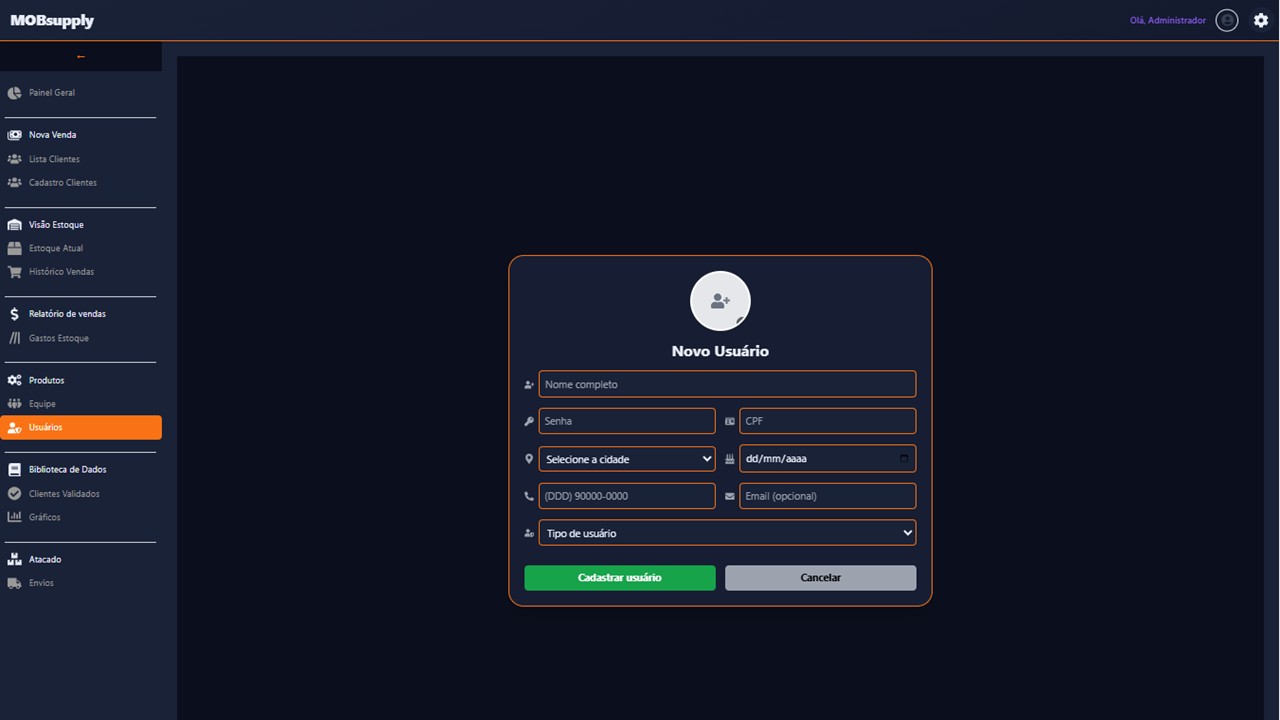 MOBsupply
Olá, Administrador
←
Painel Geral
Nova Venda
Lista Clientes
Cadastro Clientes
Visão Estoque
Estoque Atual
Histórico Vendas
Relatório de vendas
Gastos Estoque
Produtos
Equipe
Usuários
Biblioteca de Dados
Clientes Validados
Gráficos
Atacado
Envios
Novo Usuário
Nome completo
Senha
CPF
Selecione a cidade
dd/mm/aaaa
(DDD) 90000-0000
Email (opcional)
Tipo de usuário
Cadastrar usuário
Cancelar